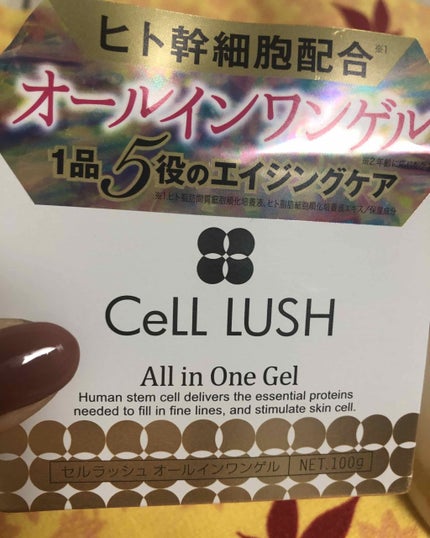 ヒト幹細胞配合※1
オールインワンゲル
1品5役のエイジングケア
CeLL LUSH
All in One Gel
Human stem cell delivers the essential proteins
needed to fill in fine lines, and stimulate skin cell.
セルラッシュ オールインワンゲル NET.100g